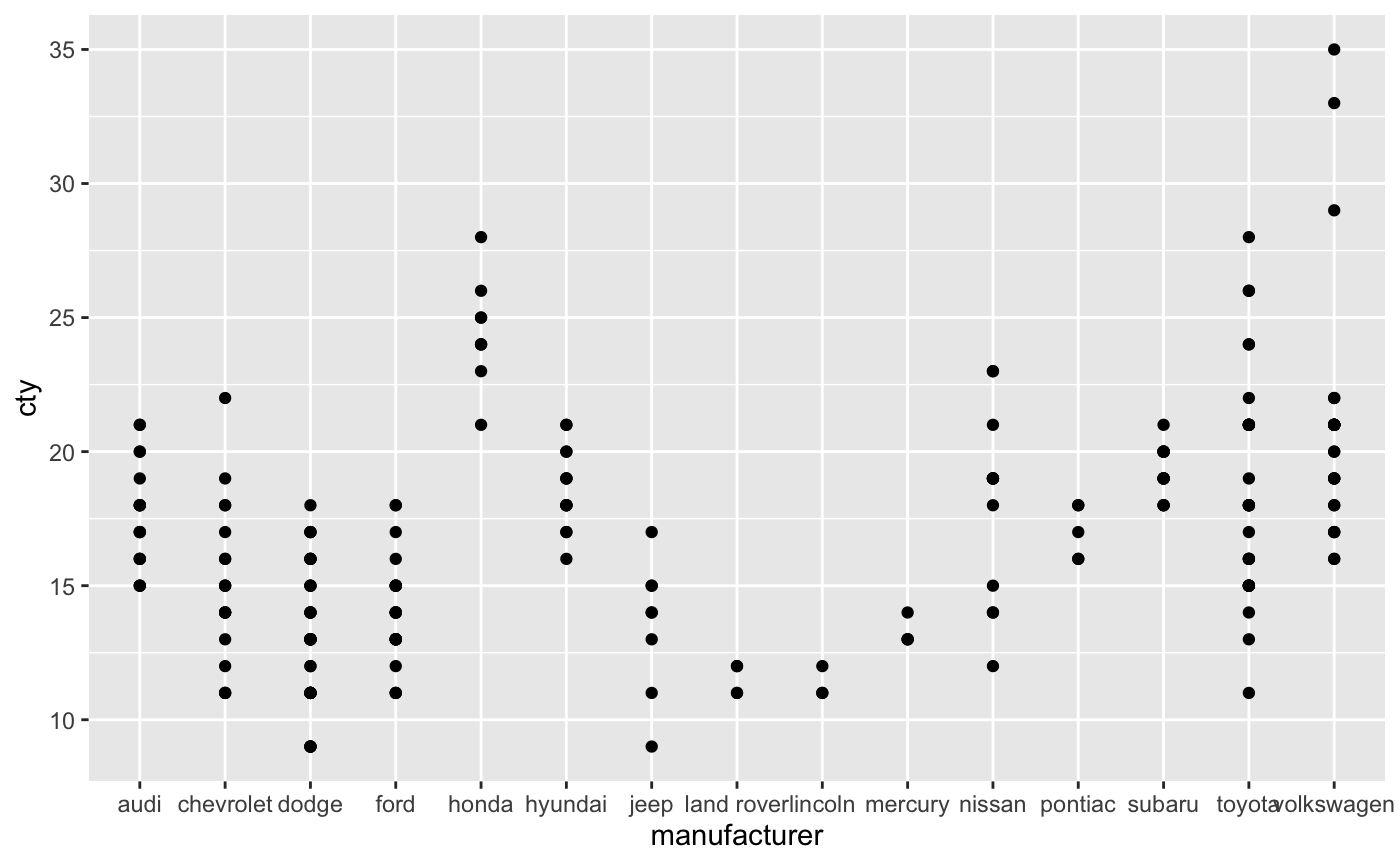 35
30
25
20
15
10
cty
audi chevrolet dodge ford honda hyundai jeep land rover lincoln mercury nissan pontiac subaru toyota volkswagen
manufacturer